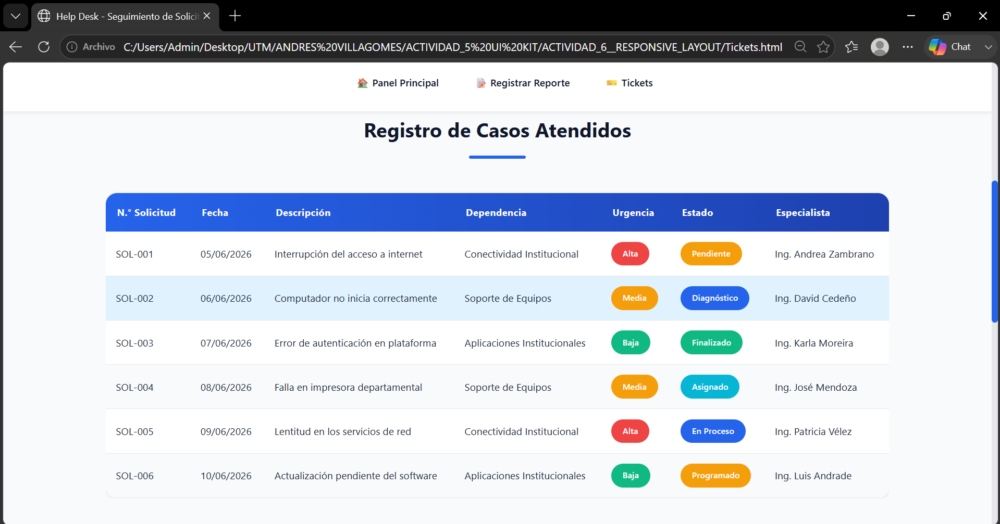 Help Desk - Seguimiento de Solicit
Archivo C:/Users/Admin/Desktop/UTM/ANDRES%20VILLAGOMES/ACTIVIDAD_5%20UI%20KIT/ACTIVIDAD_6__RESPONSIVE_LAYOUT/Tickets.html Chat
Panel Principal Registrar Reporte Tickets
Registro de Casos Atendidos
N.° Solicitud Fecha Descripción Dependencia Urgencia Estado Especialista
SOL-001 05/06/2026 Interrupción del acceso a internet Conectividad Institucional Alta Pendiente Ing. Andrea Zambrano
SOL-002 06/06/2026 Computador no inicia correctamente Soporte de Equipos Media Diagnóstico Ing. David Cedeño
SOL-003 07/06/2026 Error de autenticación en plataforma Aplicaciones Institucionales Baja Finalizado Ing. Karla Moreira
SOL-004 08/06/2026 Falla en impresora departamental Soporte de Equipos Media Asignado Ing. José Mendoza
SOL-005 09/06/2026 Lentitud en los servicios de red Conectividad Institucional Alta En Proceso Ing. Patricia Vélez
SOL-006 10/06/2026 Actualización pendiente del software Aplicaciones Institucionales Baja Programado Ing. Luis Andrade